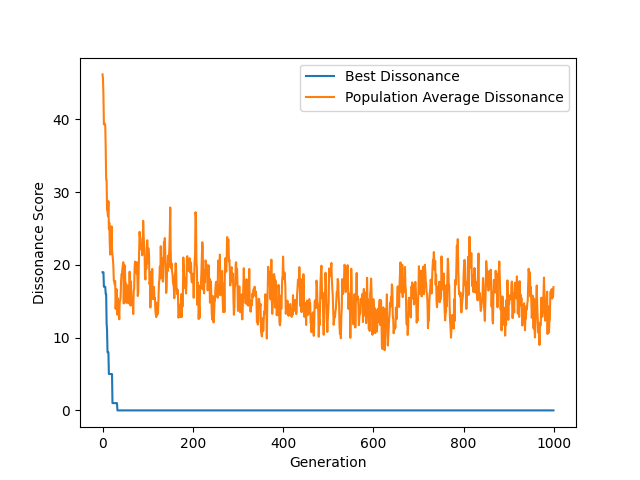 Best Dissonance
Population Average Dissonance
Dissonance Score
40
30
20
10
0
0 200 400 600 800 1000
Generation